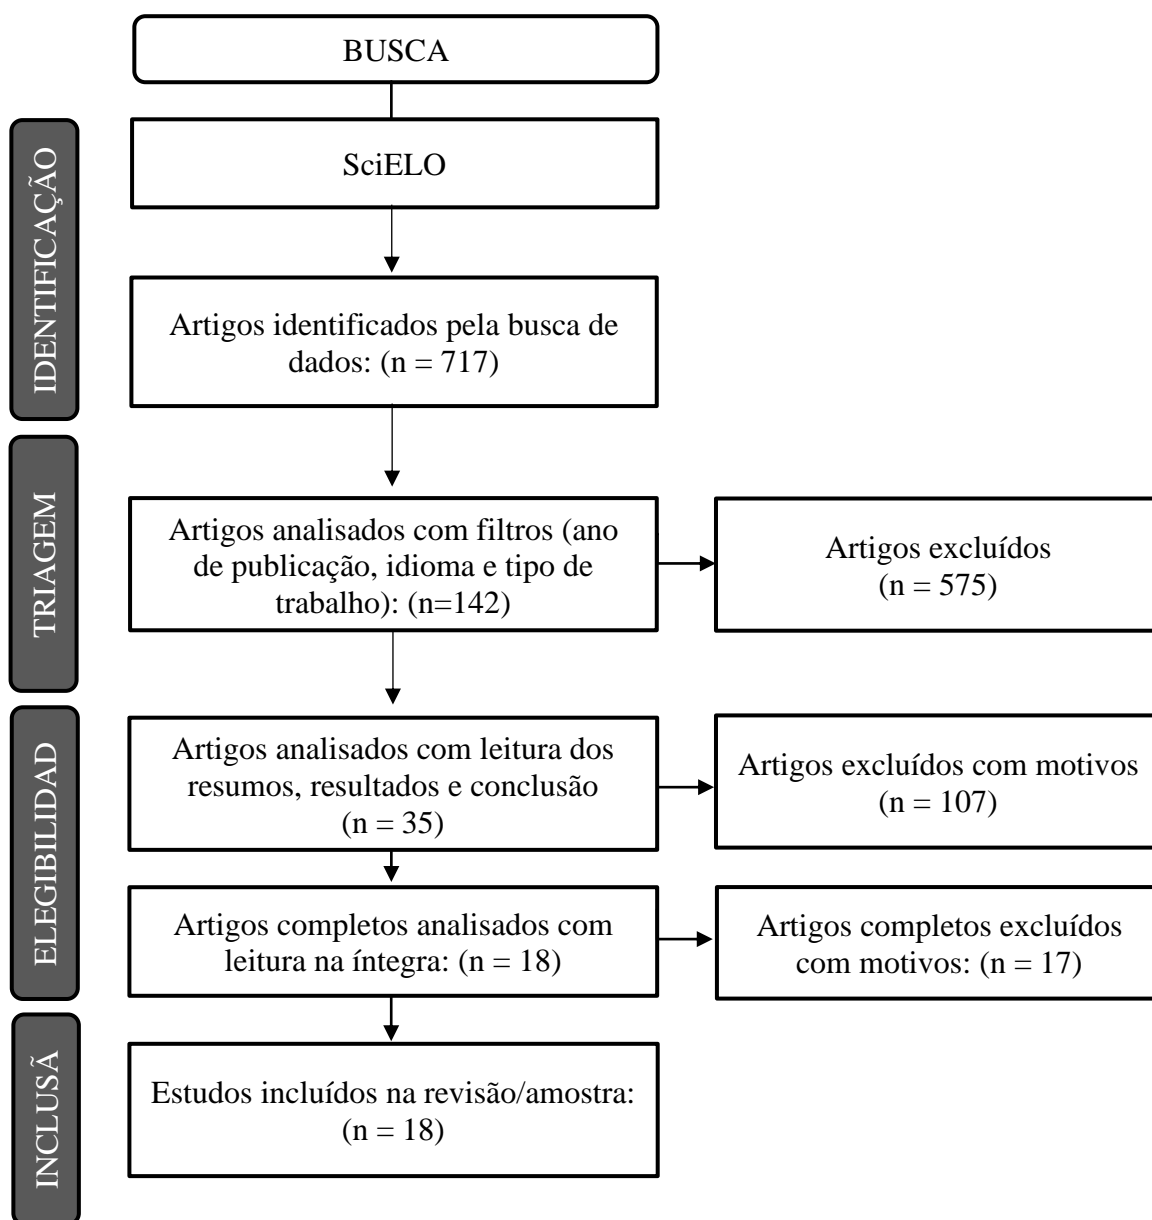 BUSCA
IDENTIFICAÇÃO
SciELO
Artigos identificados pela busca de
dados: (n = 717)
TRIAGEM
Artigos analisados com filtros (ano
de publicação, idioma e tipo de
trabalho): (n=142)
Artigos excluídos
(n = 575)
ELEGIBILIDAD
Artigos analisados com leitura dos
resumos, resultados e conclusão
(n = 35)
Artigos excluídos com motivos
(n = 107)
Artigos completos analisados com
leitura na íntegra: (n = 18)
Artigos completos excluídos
com motivos: (n = 17)
INCLUSÃ
Estudos incluídos na revisão/amostra:
(n = 18)